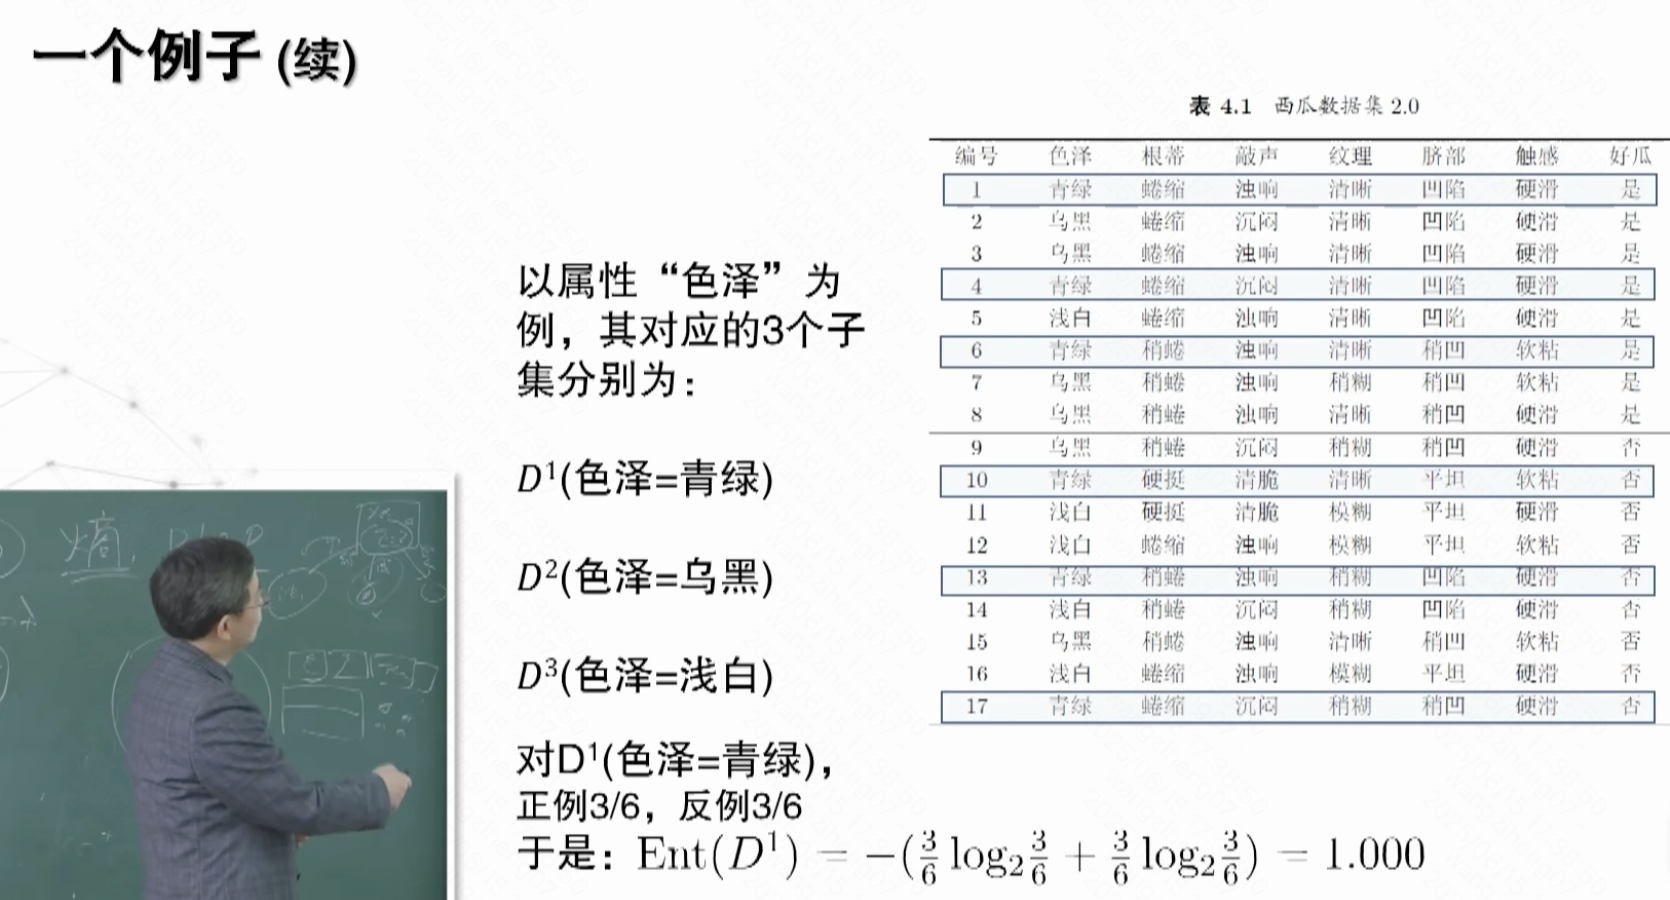 一个例子 (续)
表 4.1 西瓜数据集 2.0
编号 色泽 根蒂 敲声 纹理 脐部 触感 好瓜
1 青绿 蜷缩 浊响 清晰 凹陷 硬滑 是
2 乌黑 蜷缩 沉闷 清晰 凹陷 硬滑 是
3 乌黑 蜷缩 浊响 清晰 凹陷 硬滑 是
4 青绿 蜷缩 沉闷 清晰 凹陷 硬滑 是
5 浅白 蜷缩 浊响 清晰 凹陷 硬滑 是
6 青绿 稍蜷 浊响 清晰 稍凹 软粘 是
7 乌黑 稍蜷 浊响 稍糊 稍凹 软粘 是
8 乌黑 稍蜷 浊响 清晰 稍凹 硬滑 是
9 乌黑 稍蜷 沉闷 稍糊 稍凹 硬滑 否
10 青绿 硬挺 清脆 清晰 平坦 软粘 否
11 浅白 硬挺 清脆 模糊 平坦 硬滑 否
12 浅白 蜷缩 浊响 模糊 平坦 软粘 否
13 青绿 稍蜷 浊响 稍糊 凹陷 硬滑 否
14 浅白 稍蜷 沉闷 稍糊 凹陷 硬滑 否
15 乌黑 稍蜷 浊响 清晰 稍凹 软粘 否
16 浅白 蜷缩 浊响 模糊 平坦 硬滑 否
17 青绿 蜷缩 沉闷 稍糊 稍凹 硬滑 否
以属性“色泽”为
例，其对应的3个子
集分别为：
D¹(色泽=青绿)
D²(色泽=乌黑)
D³(色泽=浅白)
对D¹(色泽=青绿)，
正例3/6，反例3/6
于是：Ent(D¹) = −(3/6 log₂ 3/6 + 3/6 log₂ 3/6) = 1.000
熵